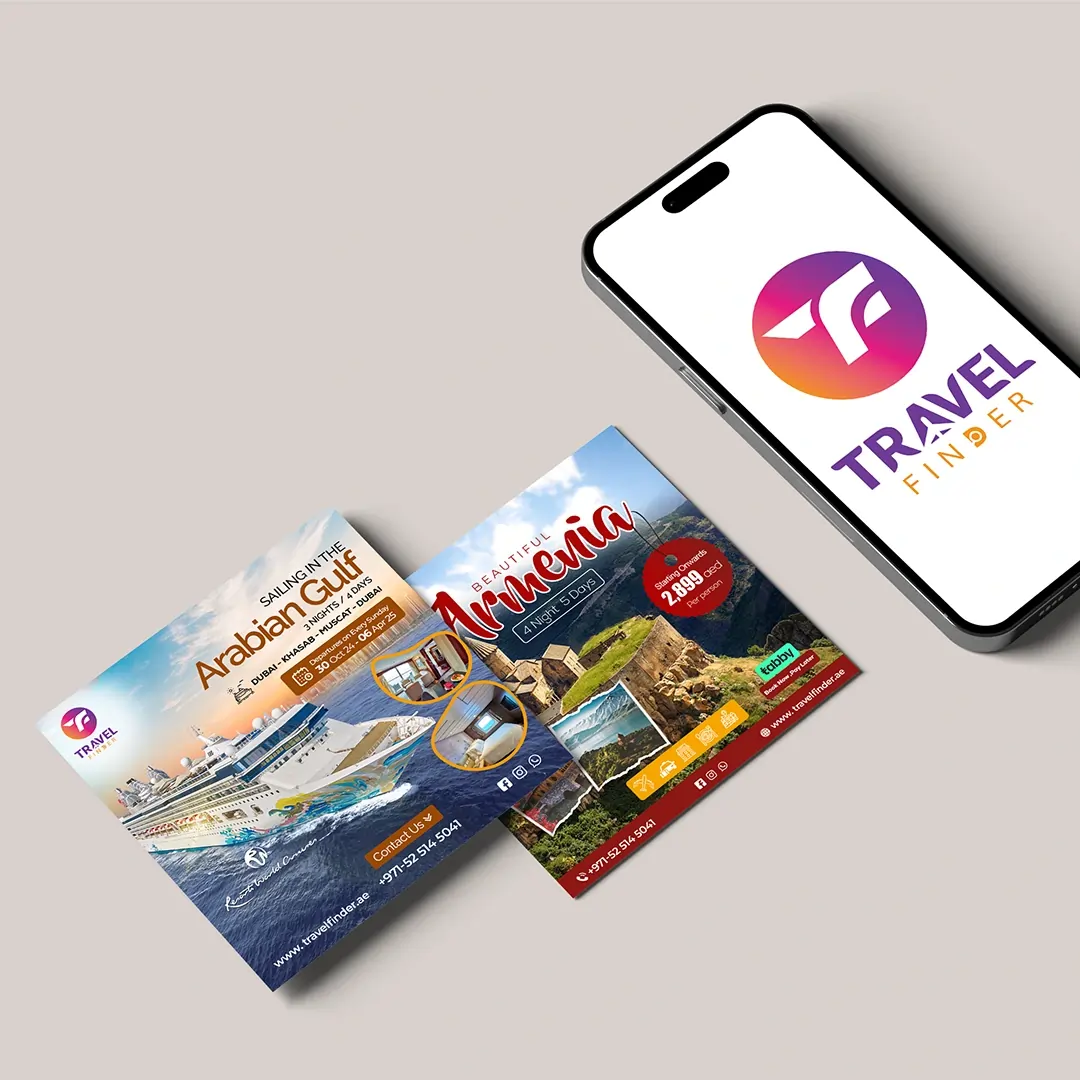 TRAVEL
FINDER
SAILING IN THE
Arabian Gulf
3 NIGHTS / 4 DAYS
DUBAI - KHASAB - MUSCAT - DUBAI
Departures on Every Sunday
30 Oct 24 - 06 Apr 25
TRAVEL
FINDER
Resorts World Cruises
Contact Us
+971-52 514 5041
www.travelfinder.ae
BEAUTIFUL
Armenia
4 Night 5 Days
Starting Onwards
2,899 aed
Per person
tabby
Book Now ,Pay Later
www.travelfinder.ae
+971-52 514 5041